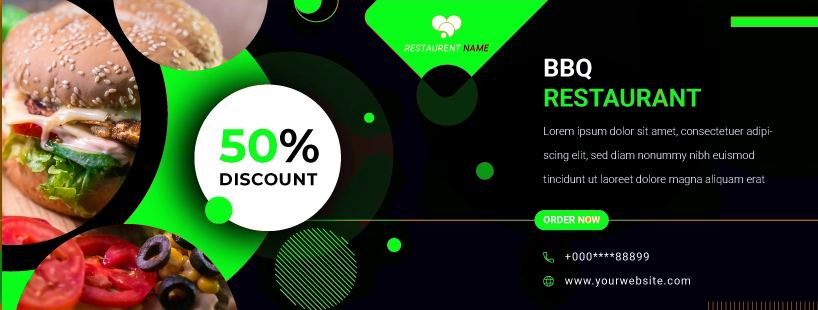 RESTAURENT NAME
BBQ
RESTAURANT
Lorem ipsum dolor sit amet, consectetuer adipi-
scing elit, sed diam nonummy nibh euismod
tincidunt ut laoreet dolore magna aliquam erat
50%
DISCOUNT
ORDER NOW
+000****88899
www.yourwebsite.com